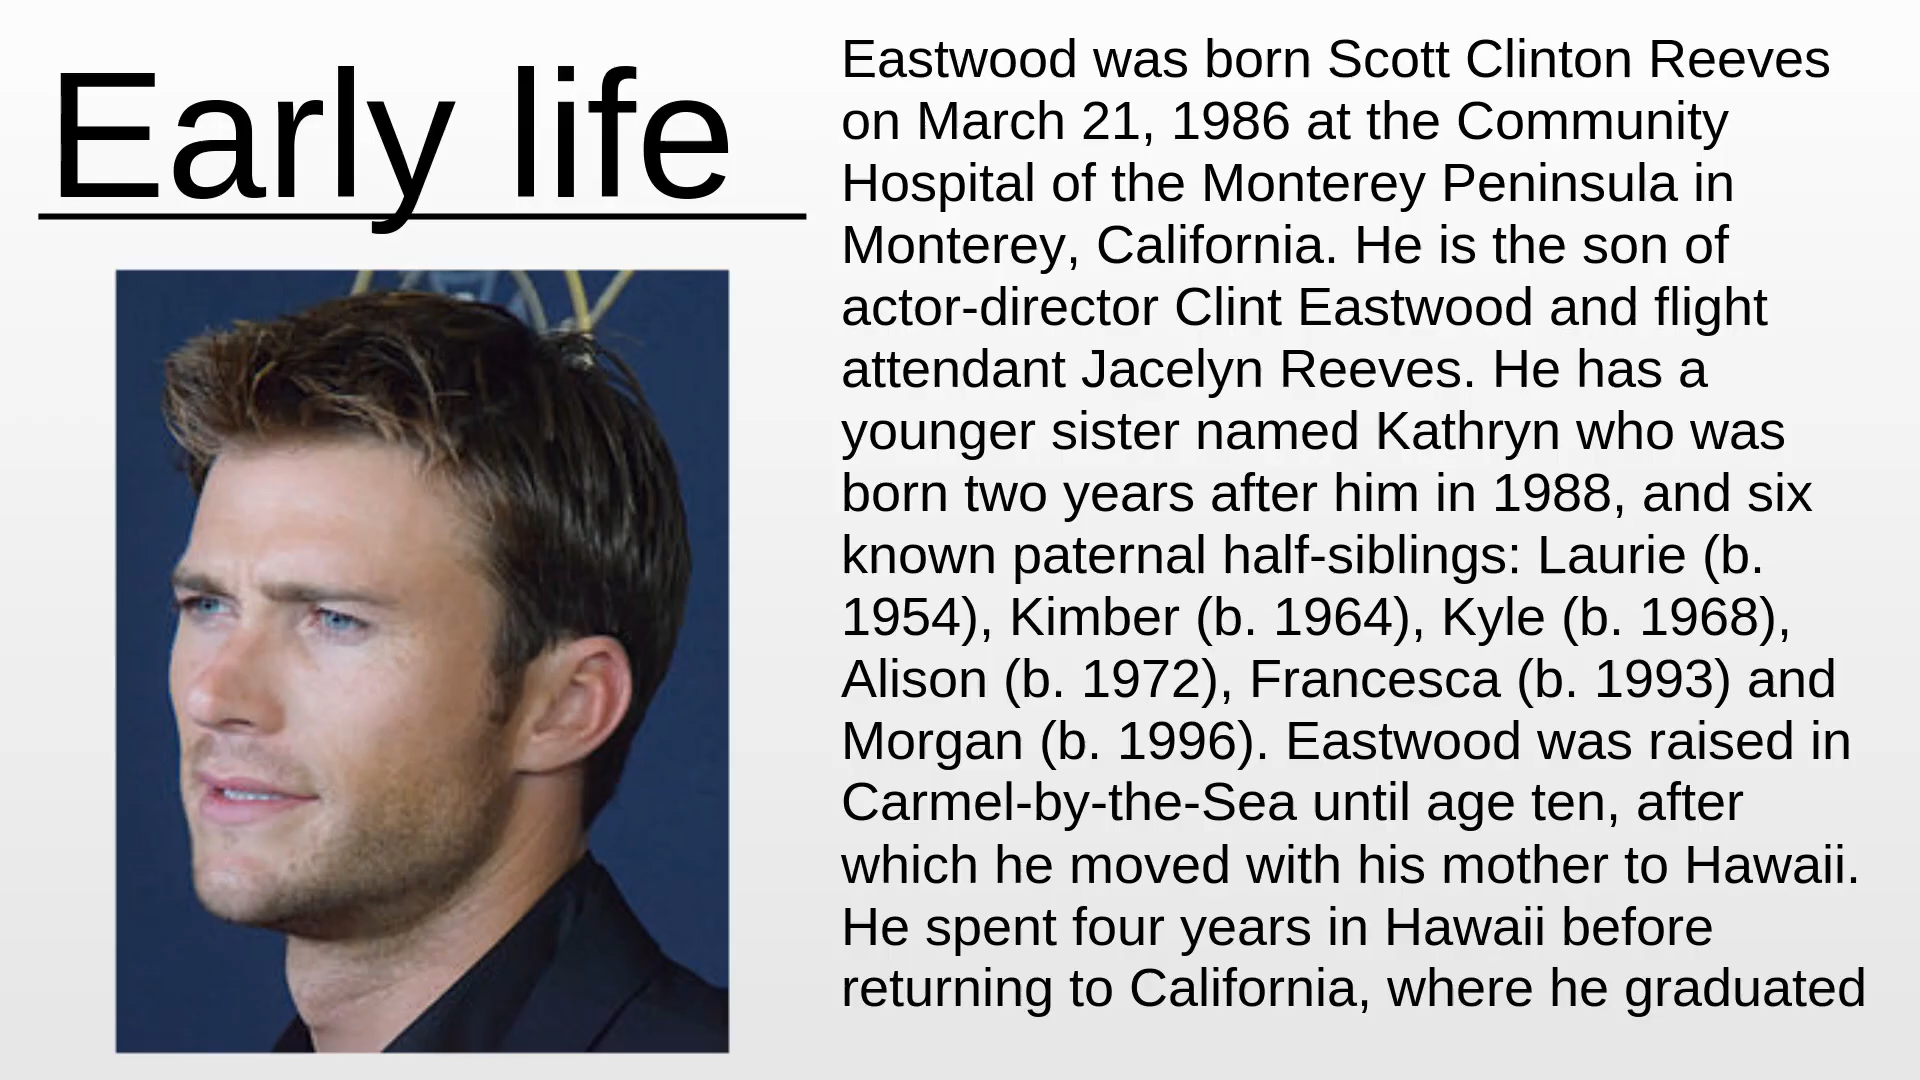 Early life
Eastwood was born Scott Clinton Reeves
on March 21, 1986 at the Community
Hospital of the Monterey Peninsula in
Monterey, California. He is the son of
actor-director Clint Eastwood and flight
attendant Jacelyn Reeves. He has a
younger sister named Kathryn who was
born two years after him in 1988, and six
known paternal half-siblings: Laurie (b.
1954), Kimber (b. 1964), Kyle (b. 1968),
Alison (b. 1972), Francesca (b. 1993) and
Morgan (b. 1996). Eastwood was raised in
Carmel-by-the-Sea until age ten, after
which he moved with his mother to Hawaii.
He spent four years in Hawaii before
returning to California, where he graduated